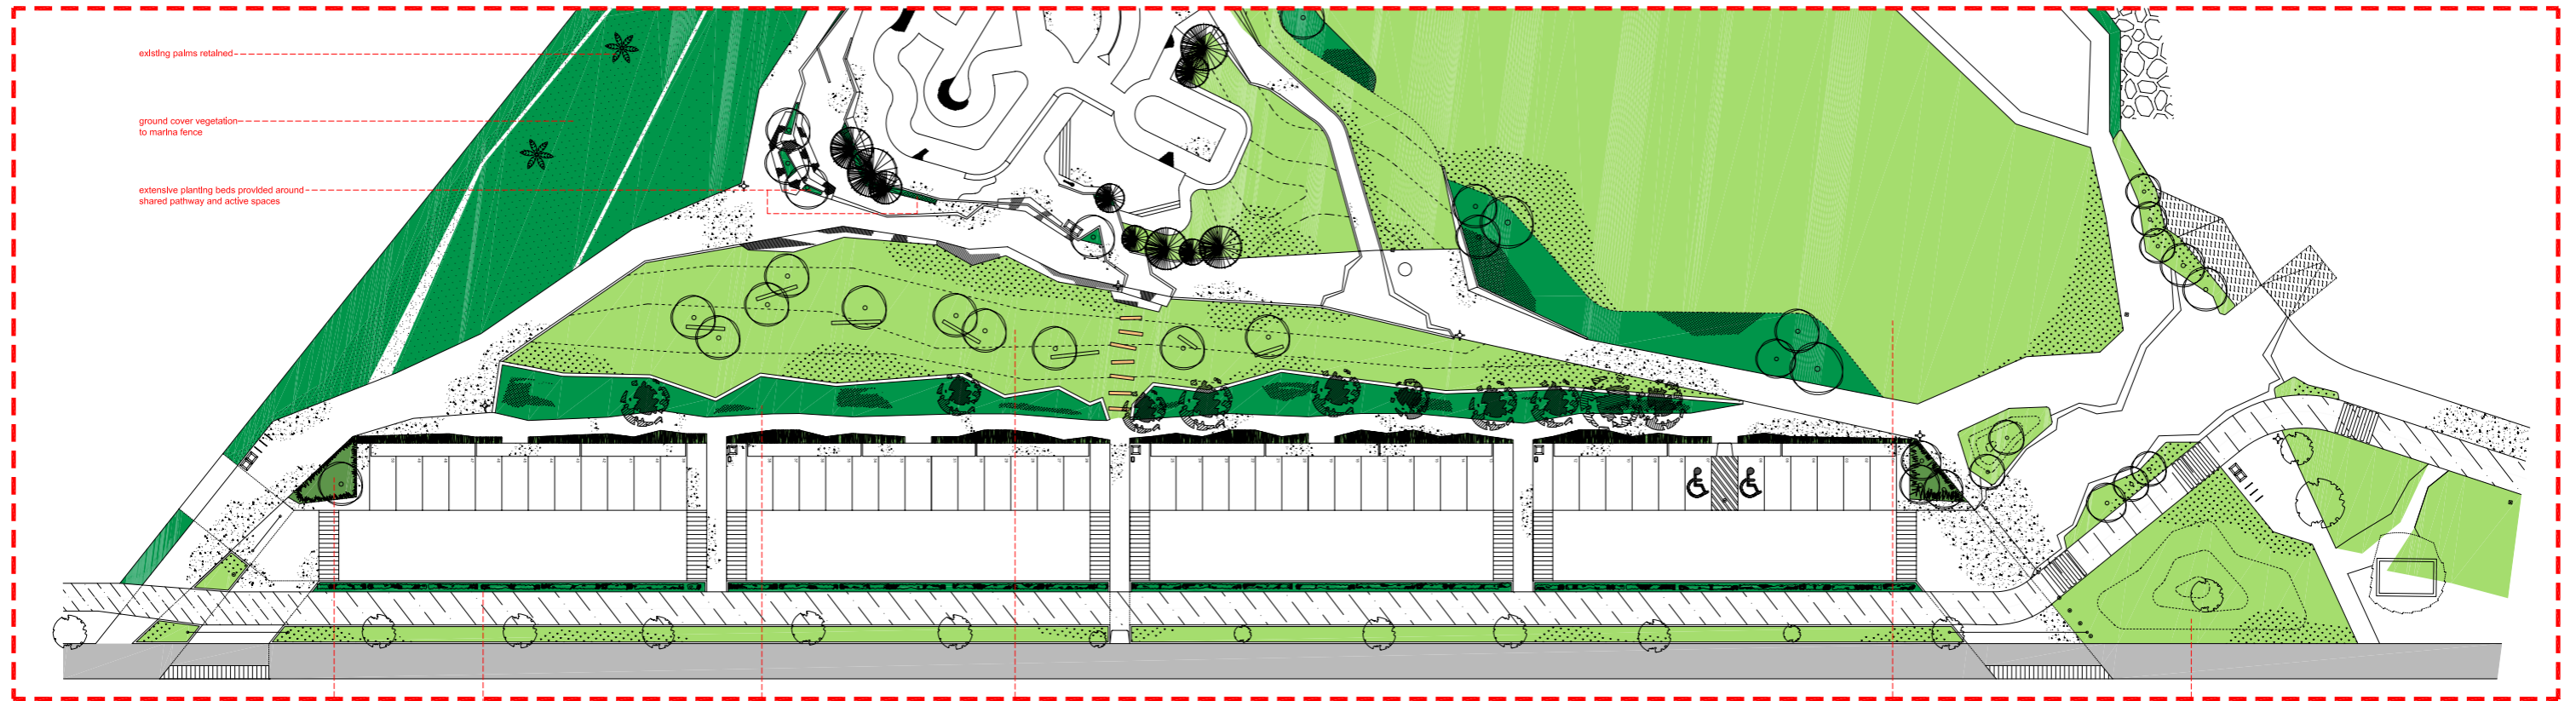 existing palms retained
ground cover vegetation
to marina fence
extensive planting beds provided around
shared pathway and active spaces